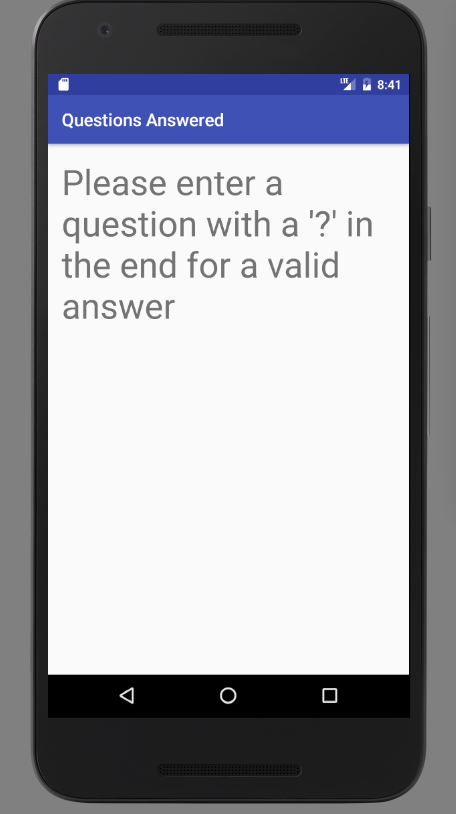 LTE 8:41
Questions Answered
Please enter a
question with a '?' in
the end for a valid
answer